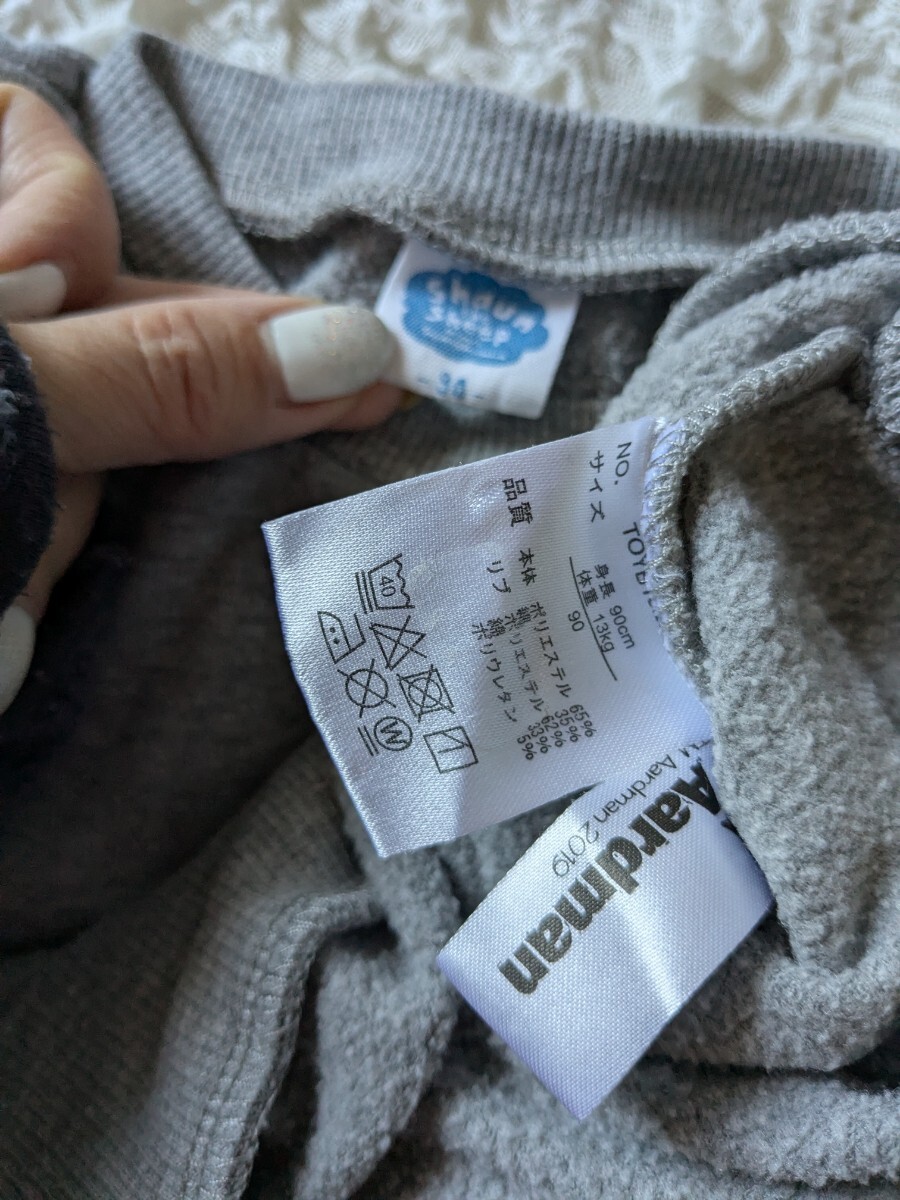 Shaun
Sheep
NO.
サイズ
身長 90cm
体重 13kg
90
品質
本体 ポリエステル 65%
綿 35%
リブ ポリエステル 62%
綿 33%
ポリウレタン 5%
40
W
Aardman
Aardman 2019